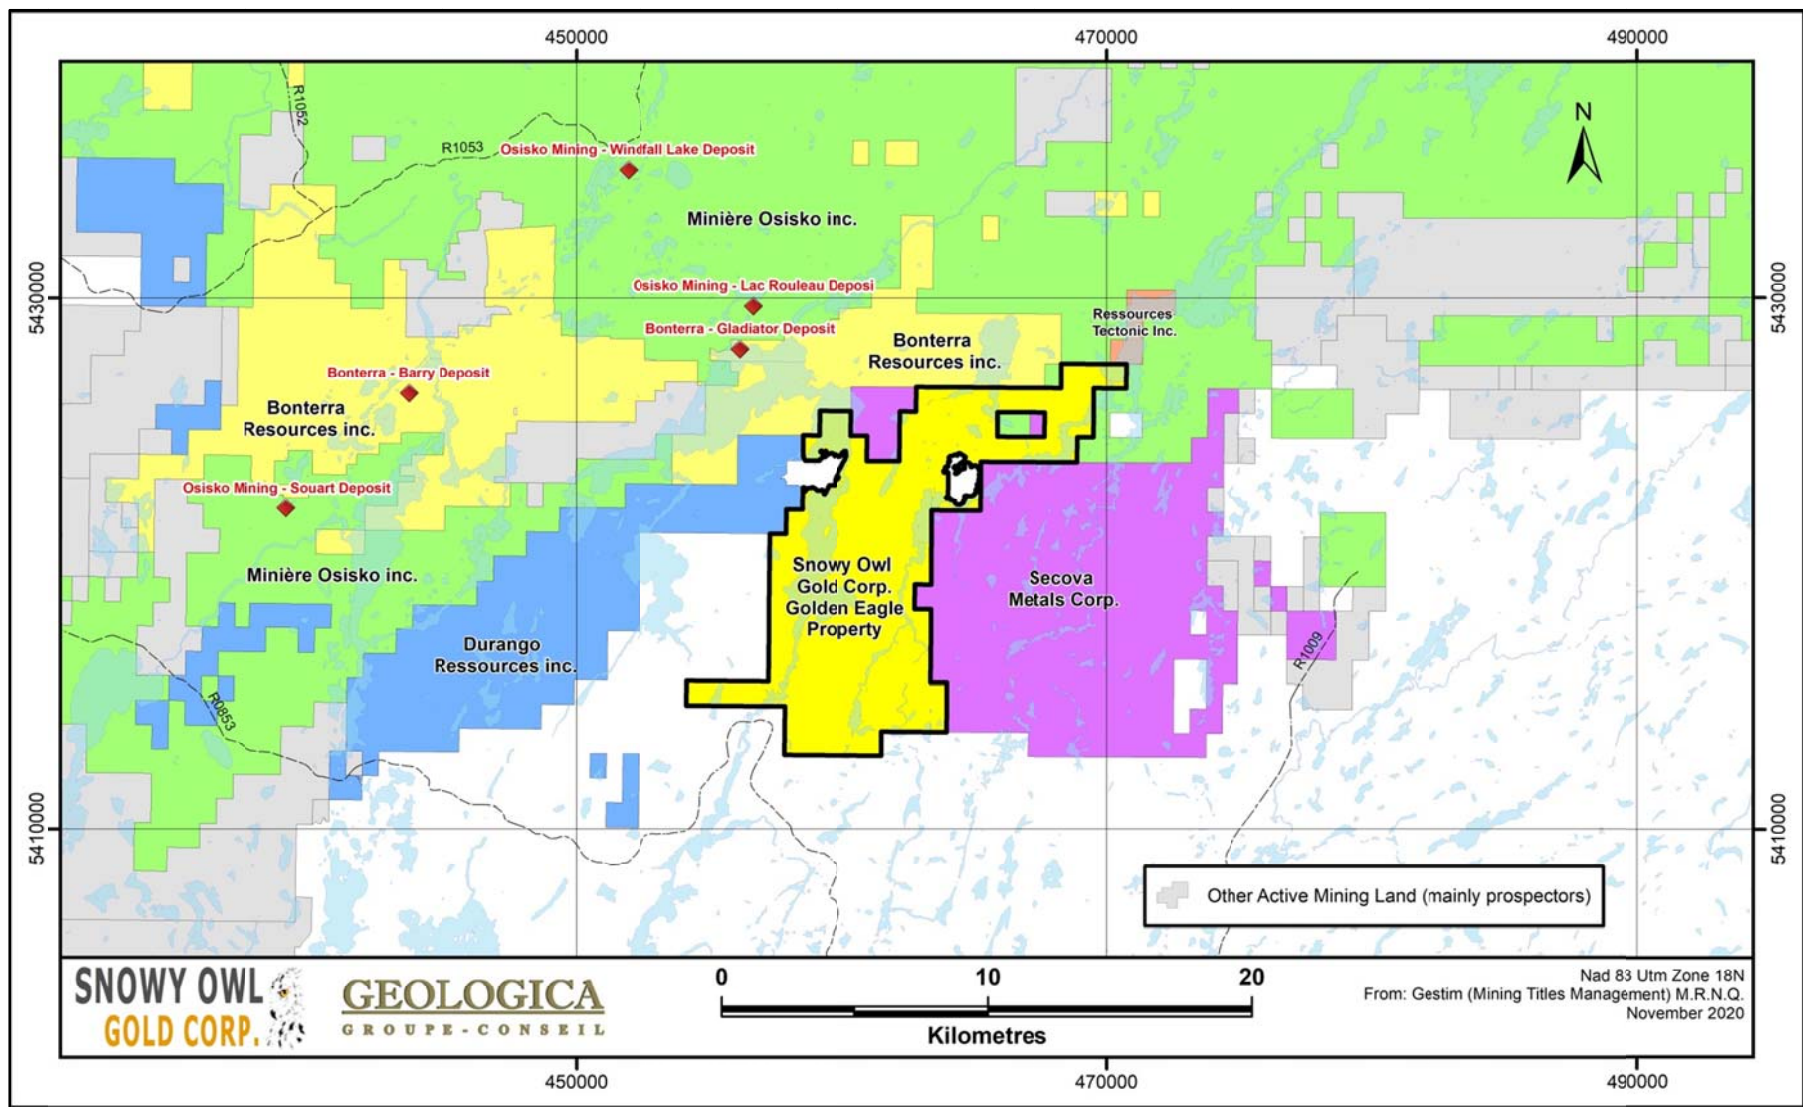 450000
470000
490000
N
R1052
R1053
Osisko Mining - Windfall Lake Deposit
Minière Osisko inc.
5430000
5430000
Osisko Mining - Lac Rouleau Deposi
Bonterra - Gladiator Deposit
Ressources
Tectonic Inc.
Bonterra
Resources inc.
Bonterra - Barry Deposit
Bonterra
Resources inc.
Osisko Mining - Souart Deposit
Minière Osisko inc.
Snowy Owl
Gold Corp.
Golden Eagle
Property
Secova
Metals Corp.
Durango
Ressources inc.
R1009
R0853
5410000
5410000
Other Active Mining Land (mainly prospectors)
SNOWY OWL
GOLD CORP.
GEOLOGICA
GROUPE-CONSEIL
0
10
20
Kilometres
Nad 83 Utm Zone 18N
From: Gestim (Mining Titles Management) M.R.N.Q.
November 2020
450000
470000
490000